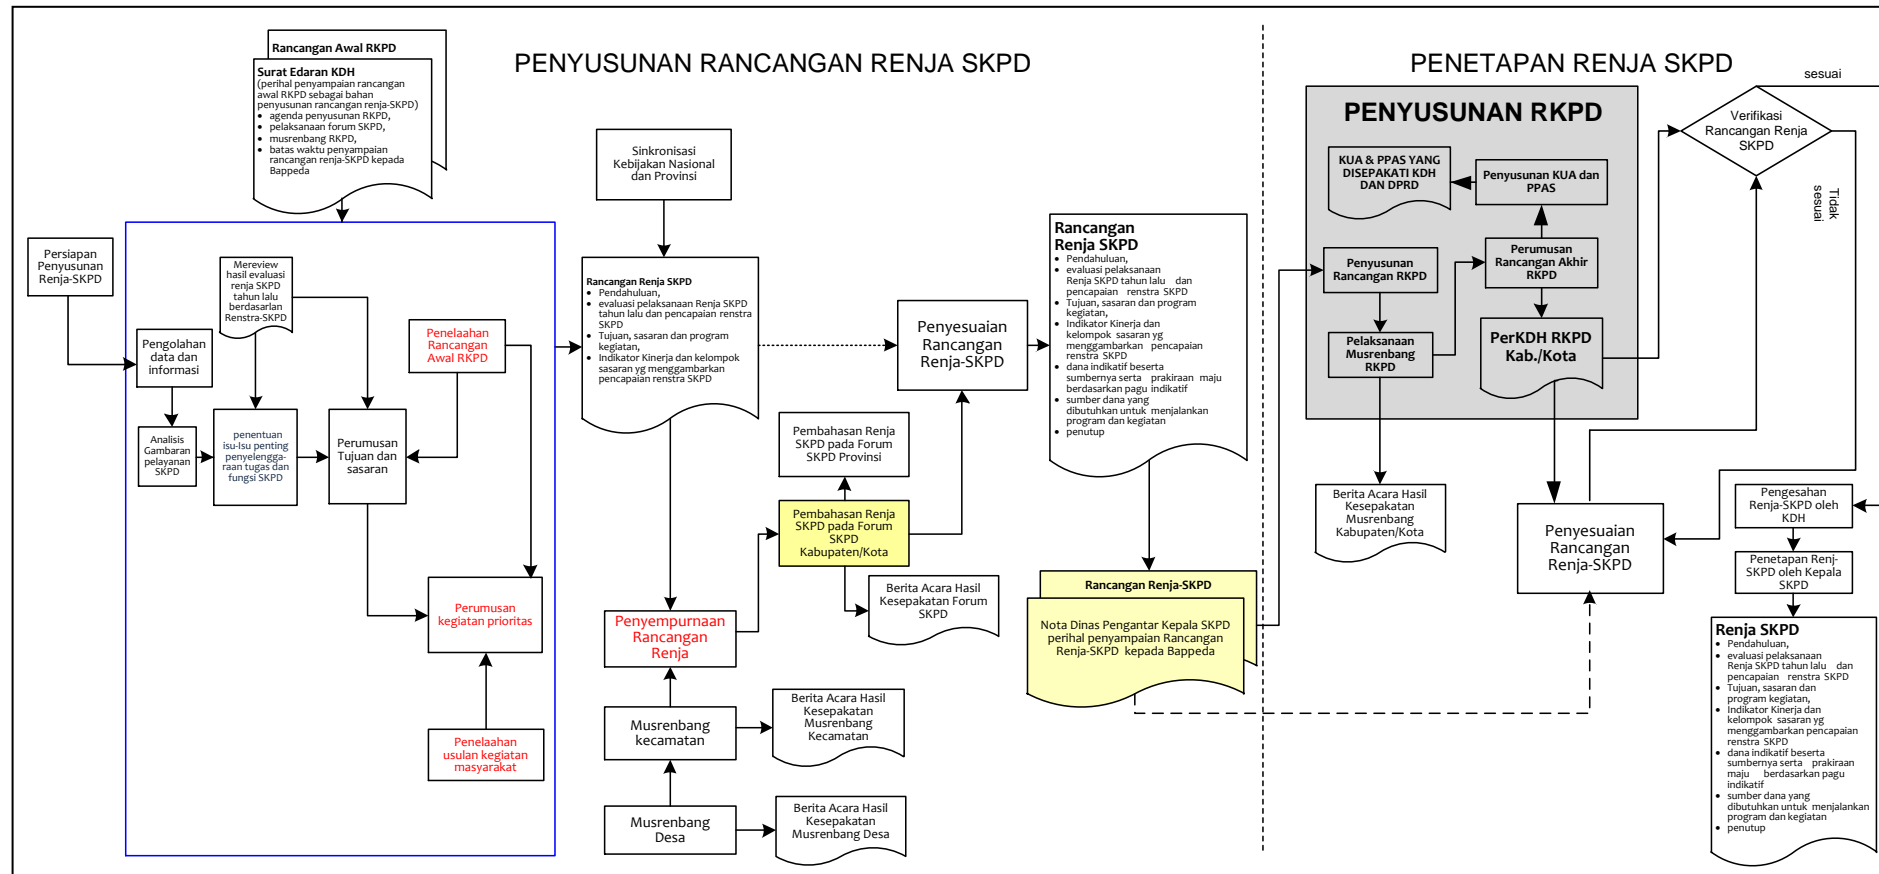 Rancangan Awal RKPD
Surat Edaran KDH
(perihal penyampaian rancangan
awal RKPD sebagai bahan
penyusunan rancangan renja-SKPD)
• agenda penyusunan RKPD,
• pelaksanaan forum SKPD,
• musrenbang RKPD,
• batas waktu penyampaian
rancangan renja-SKPD kepada
Bappeda
PENYUSUNAN RANCANGAN RENJA SKPD
Persiapan
Penyusunan
Renja-SKPD
Mereview
hasil evaluasi
renja SKPD
tahun lalu
berdasarlan
Renstra-SKPD
Pengolahan
data dan
informasi
Penelaahan
Rancangan
Awal RKPD
Analisis
Gambaran
pelayanan
SKPD
penentuan
isu-Isu penting
penyelengga-
raan tugas dan
fungsi SKPD
Perumusan
Tujuan dan
sasaran
Perumusan
kegiatan prioritas
Penelaahan
usulan kegiatan
masyarakat
Sinkronisasi
Kebijakan Nasional
dan Provinsi
Rancangan Renja SKPD
• Pendahuluan,
• evaluasi pelaksanaan Renja SKPD
tahun lalu dan pencapaian renstra
SKPD
• Tujuan, sasaran dan program
kegiatan,
• Indikator Kinerja dan kelompok
sasaran yg menggambarkan
pencapaian renstra SKPD
Penyesuaian
Rancangan
Renja-SKPD
Pembahasan Renja
SKPD pada Forum
SKPD Provinsi
Pembahasan Renja
SKPD pada Forum
SKPD
Kabupaten/Kota
Berita Acara Hasil
Kesepakatan Forum
SKPD
Penyempurnaan
Rancangan
Renja
Musrenbang
kecamatan
Berita Acara Hasil
Kesepakatan
Musrenbang
Kecamatan
Musrenbang
Desa
Berita Acara Hasil
Kesepakatan
Musrenbang Desa
Rancangan
Renja SKPD
• Pendahuluan,
• evaluasi pelaksanaan
Renja SKPD tahun lalu dan
pencapaian renstra SKPD
• Tujuan, sasaran dan program
kegiatan,
• Indikator Kinerja dan
kelompok sasaran yg
menggambarkan pencapaian
renstra SKPD
• dana indikatif beserta
sumbernya serta prakiraan maju
berdasarkan pagu indikatif
• sumber dana yang
dibutuhkan untuk menjalankan
program dan kegiatan
• penutup
Rancangan Renja-SKPD
Nota Dinas Pengantar Kepala SKPD
perihal penyampaian Rancangan
Renja-SKPD kepada Bappeda
PENETAPAN RENJA SKPD
PENYUSUNAN RKPD
KUA & PPAS YANG
DISEPAKATI KDH
DAN DPRD
Penyusunan KUA dan
PPAS
Penyusunan
Rancangan RKPD
Perumusan
Rancangan Akhir
RKPD
Pelaksanaan
Musrenbang
RKPD
PerKDH RKPD
Kab./Kota
Berita Acara Hasil
Kesepakatan
Musrenbang
Kabupaten/Kota
Penyesuaian
Rancangan
Renja-SKPD
sesuai
Verifikasi
Rancangan Renja
SKPD
Tidak
sesuai
Pengesahan
Renja-SKPD oleh
KDH
Penetapan Renj-
SKPD oleh Kepala
SKPD
Renja SKPD
• Pendahuluan,
• evaluasi pelaksanaan
Renja SKPD tahun lalu dan
pencapaian renstra SKPD
• Tujuan, sasaran dan
program kegiatan,
• Indikator Kinerja dan
kelompok sasaran yg
menggambarkan pencapaian
renstra SKPD
• dana indikatif beserta
sumbernya serta prakiraan
maju berdasarkan pagu
indikatif
• sumber dana yang
dibutuhkan untuk menjalankan
program dan kegiatan
• penutup